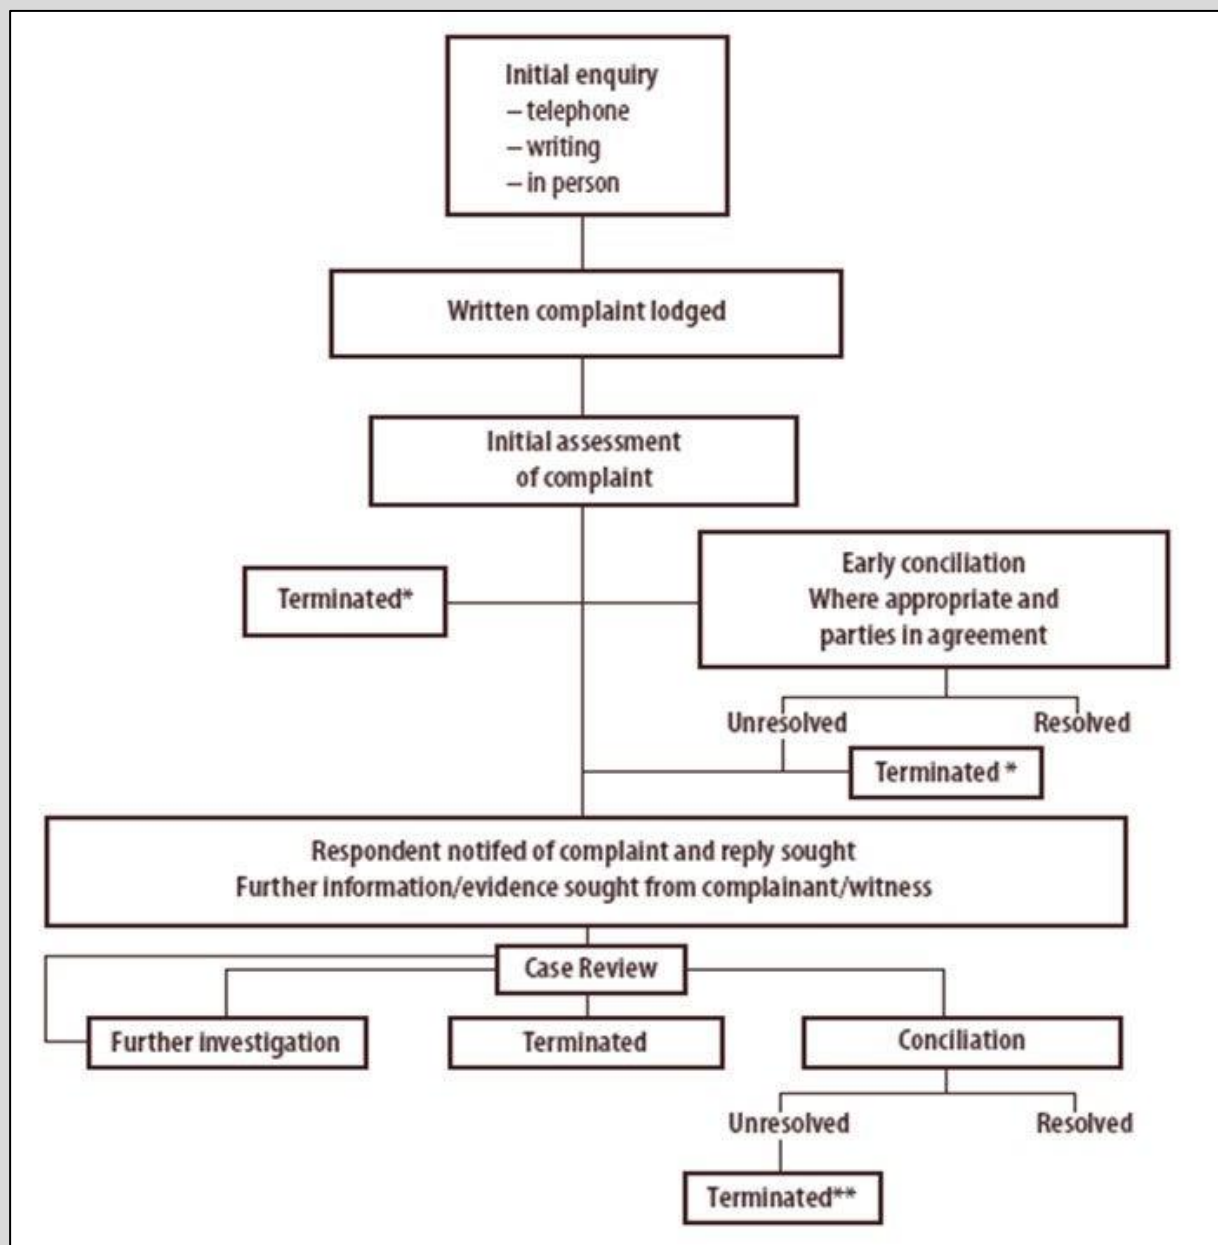 Initial enquiry
– telephone
– writing
– in person
Written complaint lodged
Initial assessment
of complaint
Terminated*
Early conciliation
Where appropriate and
parties in agreement
Unresolved
Resolved
Terminated *
Respondent notifed of complaint and reply sought
Further information/evidence sought from complainant/witness
Case Review
Further investigation
Terminated
Conciliation
Unresolved
Resolved
Terminated**